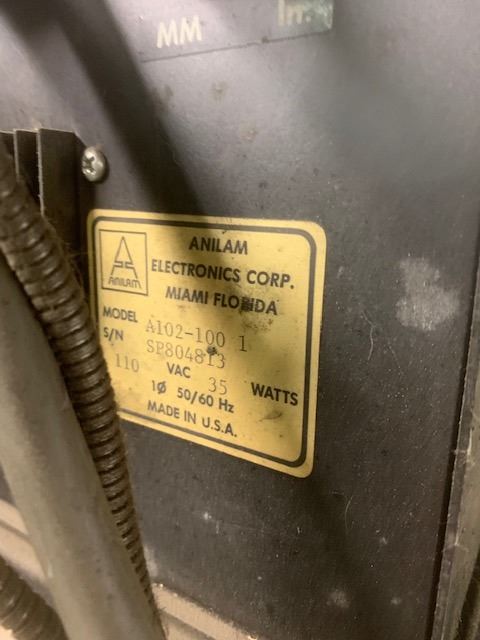 MM In.
ANILAM
ANILAM
ELECTRONICS CORP.
MIAMI FLORIDA
MODEL A102-100 1
S/N SP804813
110 VAC 35 WATTS
1Ø 50/60 Hz
MADE IN U.S.A.